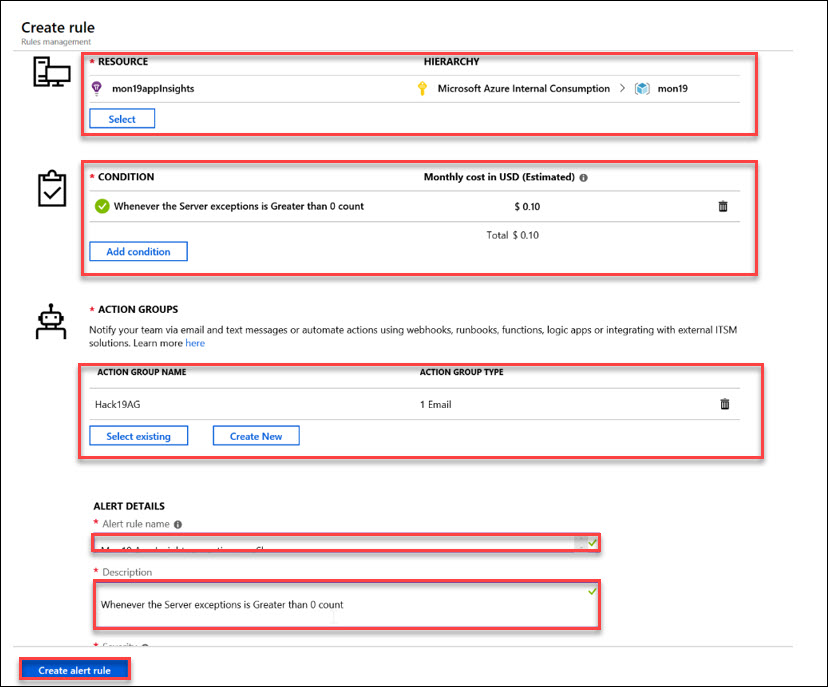 Create rule
Rules management
* RESOURCE HIERARCHY
mon19appInsights Microsoft Azure Internal Consumption > mon19
Select
* CONDITION Monthly cost in USD (Estimated)
Whenever the Server exceptions is Greater than 0 count $ 0.10
Total $ 0.10
Add condition
* ACTION GROUPS
Notify your team via email and text messages or automate actions using webhooks, runbooks, functions, logic apps or integrating with external ITSM
solutions. Learn more here
ACTION GROUP NAME ACTION GROUP TYPE
Hack19AG 1 Email
Select existing Create New
ALERT DETAILS
* Alert rule name
* Description
Whenever the Server exceptions is Greater than 0 count
* Severity
Create alert rule